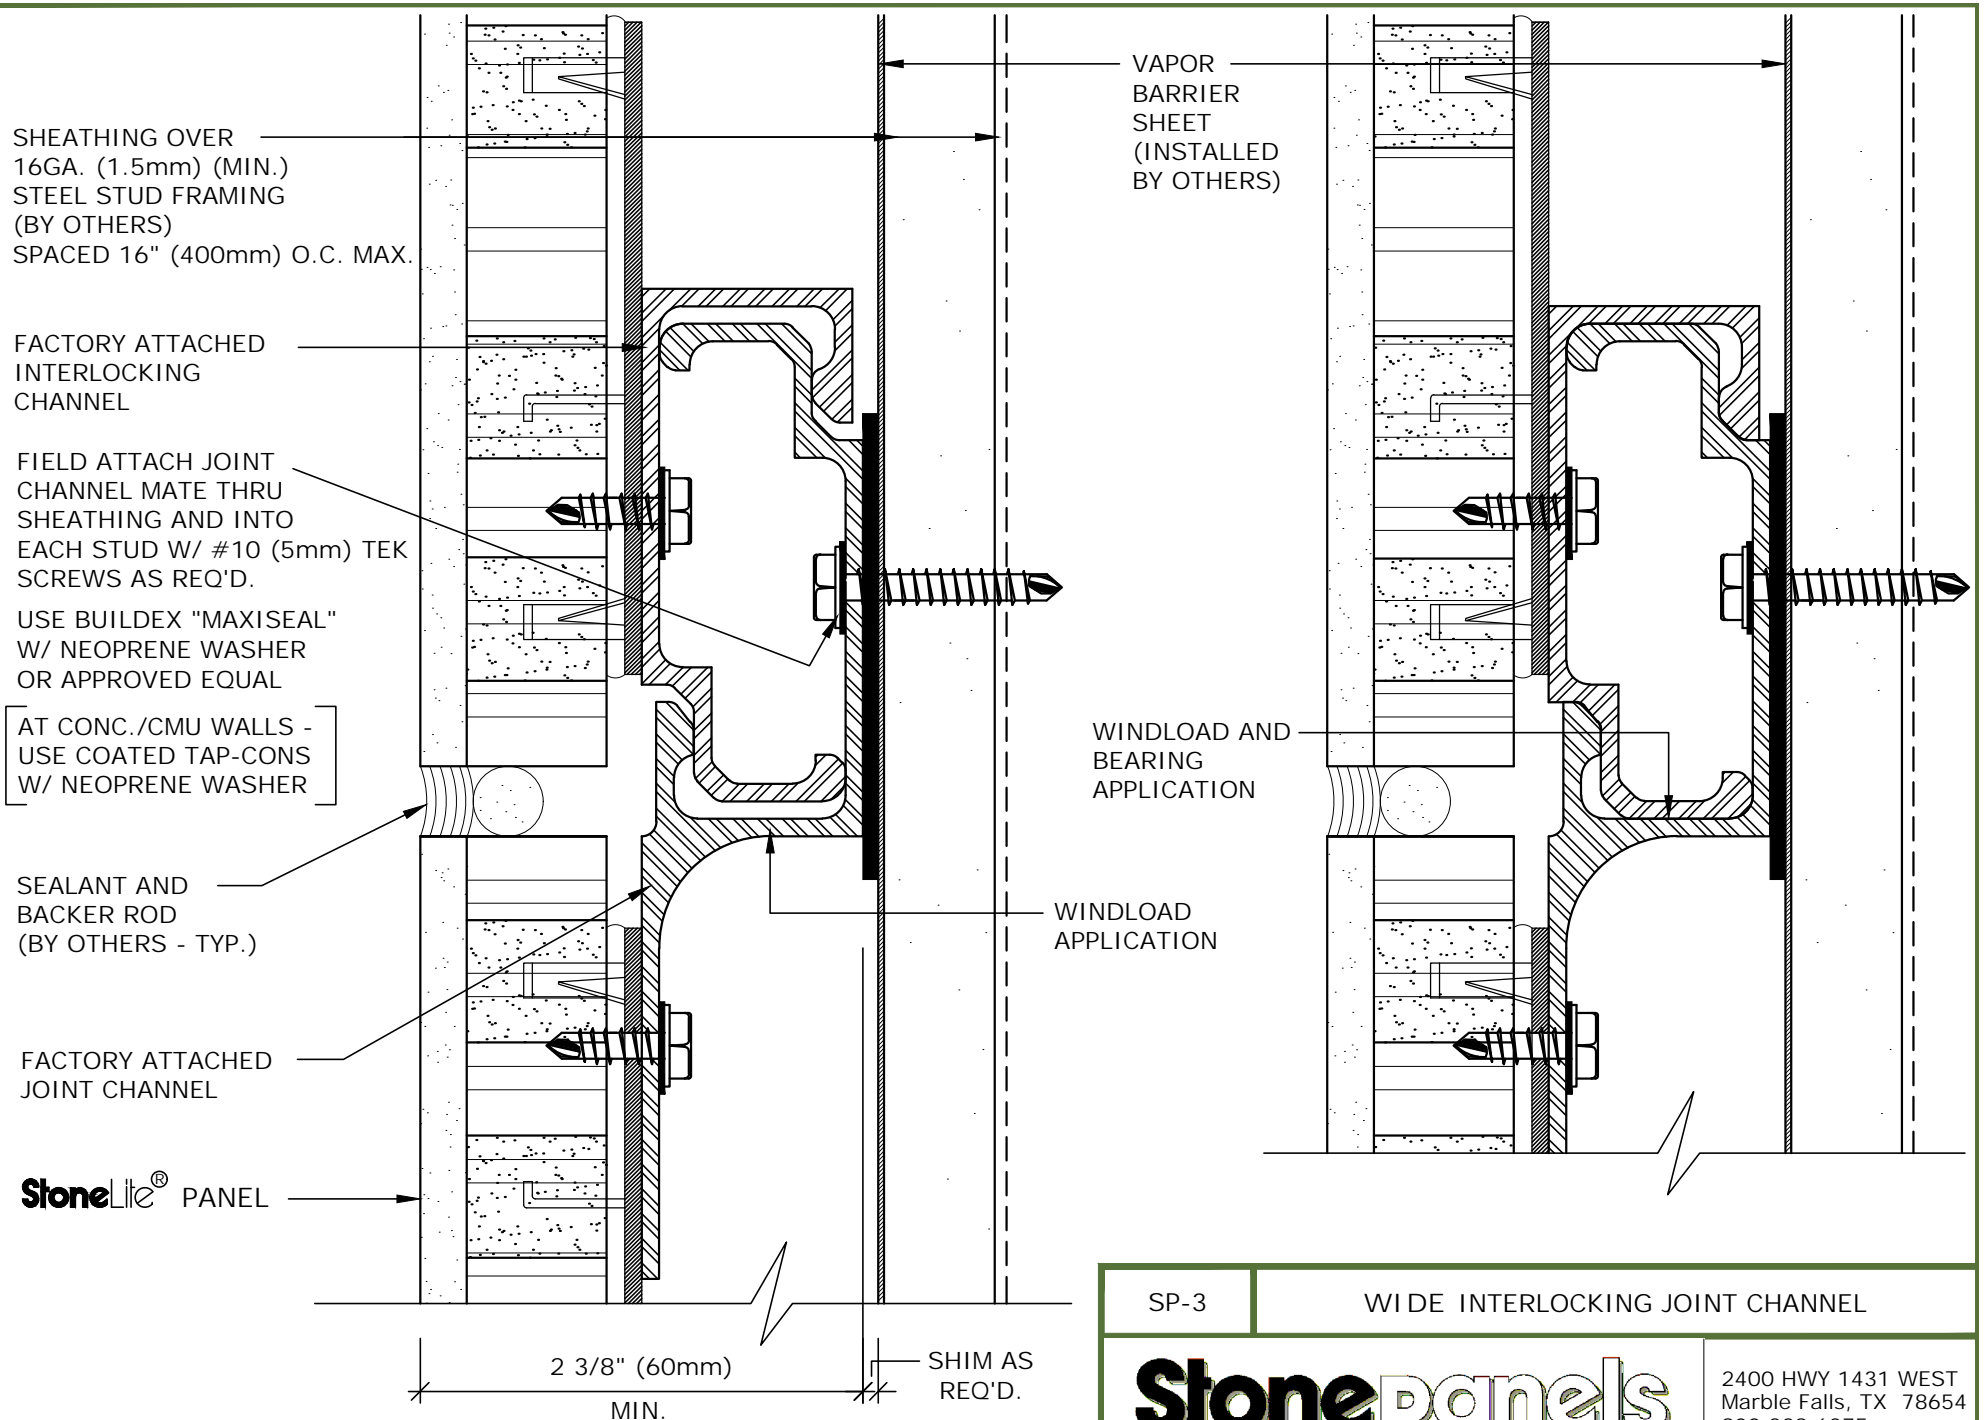 SHEATHING OVER
16GA. (1.5mm) (MIN.)
STEEL STUD FRAMING
(BY OTHERS)
SPACED 16" (400mm) O.C. MAX.
FACTORY ATTACHED
INTERLOCKING
CHANNEL
FIELD ATTACH JOINT
CHANNEL MATE THRU
SHEATHING AND INTO
EACH STUD W/ #10 (5mm) TEK
SCREWS AS REQ'D.
USE BUILDEX "MAXISEAL"
W/ NEOPRENE WASHER
OR APPROVED EQUAL
AT CONC./CMU WALLS -
USE COATED TAP-CONS
W/ NEOPRENE WASHER
SEALANT AND
BACKER ROD
(BY OTHERS - TYP.)
FACTORY ATTACHED
JOINT CHANNEL
StoneLite® PANEL
2 3/8" (60mm)
MIN.
SHIM AS
REQ'D.
VAPOR
BARRIER
SHEET
(INSTALLED
BY OTHERS)
WINDLOAD AND
BEARING
APPLICATION
WINDLOAD
APPLICATION
SP-3
WIDE INTERLOCKING JOINT CHANNEL
Stone panels
2400 HWY 1431 WEST
Marble Falls, TX 78654